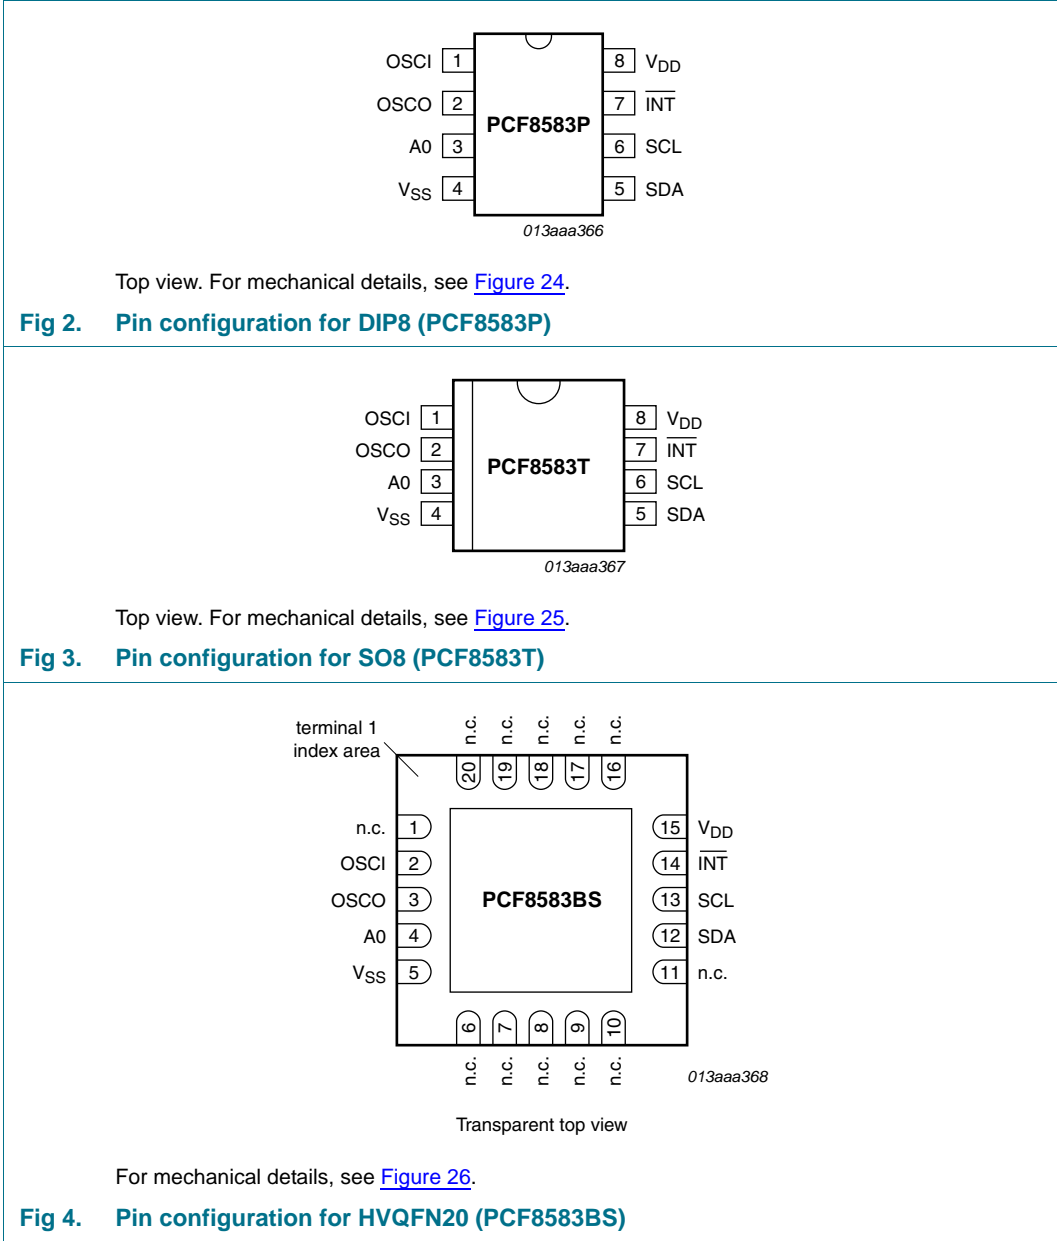 OSCI 1 8 VDD
OSCO 2 7 INT
PCF8583P
A0 3 6 SCL
VSS 4 5 SDA
013aaa366
Top view. For mechanical details, see Figure 24.
Fig 2. Pin configuration for DIP8 (PCF8583P)
OSCI 1 8 VDD
OSCO 2 7 INT
PCF8583T
A0 3 6 SCL
VSS 4 5 SDA
013aaa367
Top view. For mechanical details, see Figure 25.
Fig 3. Pin configuration for SO8 (PCF8583T)
terminal 1
index area
n.c. n.c. n.c. n.c. n.c.
20 19 18 17 16
n.c. 1 15 VDD
OSCI 2 14 INT
OSCO 3 PCF8583BS 13 SCL
A0 4 12 SDA
VSS 5 11 n.c.
6 7 8 9 10
n.c. n.c. n.c. n.c. n.c.
013aaa368
Transparent top view
For mechanical details, see Figure 26.
Fig 4. Pin configuration for HVQFN20 (PCF8583BS)